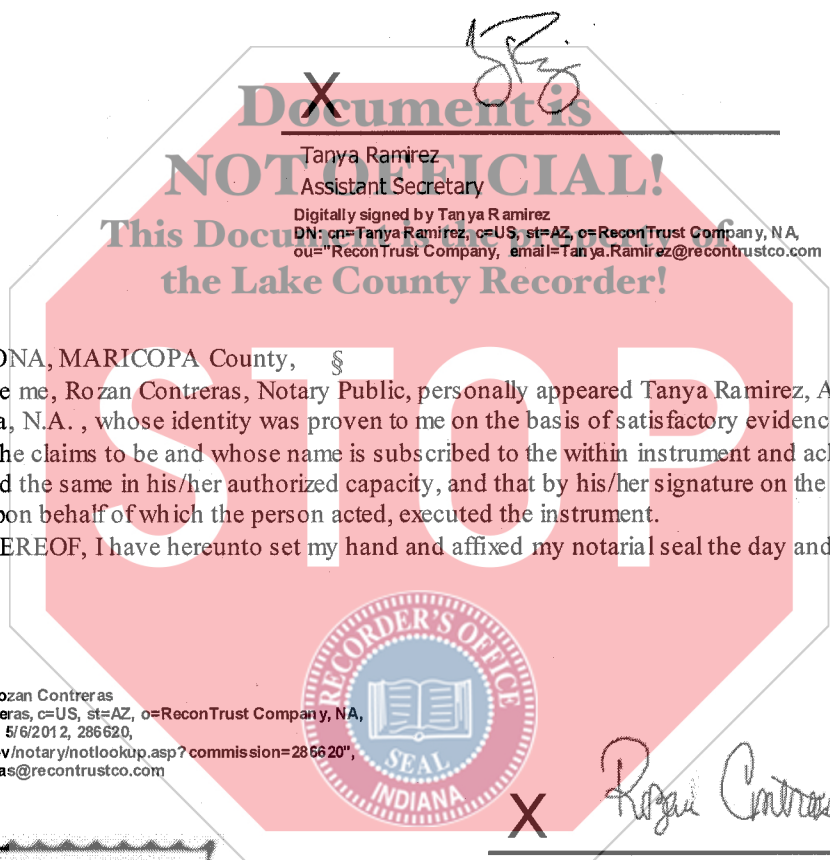 X
Document is
Tanya Ramirez
NOT OFFICIAL!
Assistant Secretary
Digitally signed by Tanya Ramirez
This Document is the property of
DN: cn=Tanya Ramirez, c=US, st=AZ, o=ReconTrust Company, NA,
ou="ReconTrust Company, email=Tanya.Ramirez@recontrustco.com
the Lake County Recorder!
ONA, MARICOPA County, §
e me, Rozan Contreras, Notary Public, personally appeared Tanya Ramirez, A
a, N.A. , whose identity was proven to me on the basis of satisfactory evidenc
he claims to be and whose name is subscribed to the within instrument and ac
d the same in his/her authorized capacity, and that by his/her signature on the
pon behalf of which the person acted, executed the instrument.
EREOF, I have hereunto set my hand and affixed my notarial seal the day and
STOP
RECORDER'S OFFICE
SEAL
INDIANA
ozan Contreras
eras, c=US, st=AZ, o=ReconTrust Company, NA,
5/6/2012, 286620,
v/notary/notlookup.asp?commission=286620",
as@recontrustco.com
X Rozan Contreras